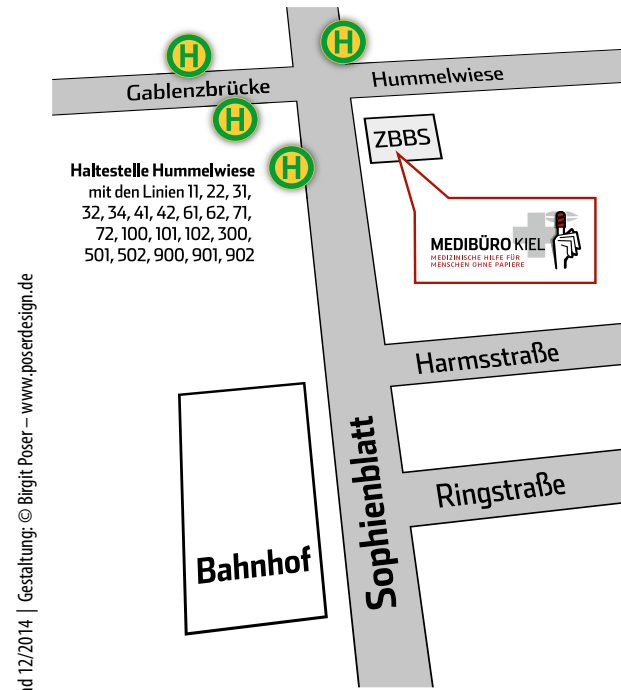 H
H
Gablenzbrücke
Hummelwiese
H
H
ZBBS
Haltestelle Hummelwiese
mit den Linien 11, 22, 31,
32, 34, 41, 42, 61, 62, 71,
72, 100, 101, 102, 300,
501, 502, 900, 901, 902
MEDIBÜRO KIEL
MEDIZINISCHE HILFE FÜR
MENSCHEN OHNE PAPIERE
Harmsstraße
Ringstraße
Sophienblatt
Bahnhof
12/2014 | Gestaltung: © Birgit Poser – www.poserdesign.de